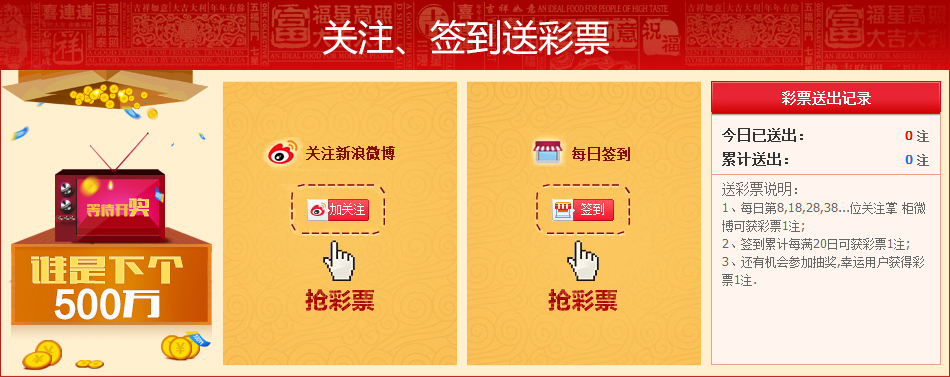 关注、签到送彩票
等待开奖
谁是下个
500万
关注新浪微博
加关注
抢彩票
每日签到
签到
抢彩票
彩票送出记录
今日已送出： 0 注
累计送出： 0 注
送彩票说明：
1、每日第8,18,28,38...位关注掌 柜微
博可获彩票1注;
2、签到累计每满20日可获彩票1注;
3、还有机会参加抽奖,幸运用户获得彩
票1注.